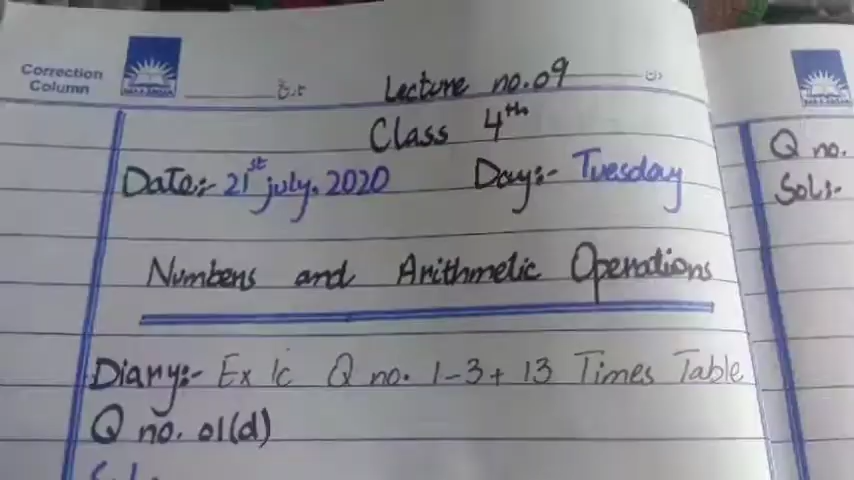 Correction
Column
Lecture no.09
Class 4th
Date:- 21st july. 2020 Day:- Tuesday
Numbers and Arithmetic Operations
Diary:- Ex 1c Q no. 1-3 + 13 Times Table
Q no. 01(d)
Q no.
Sol:-